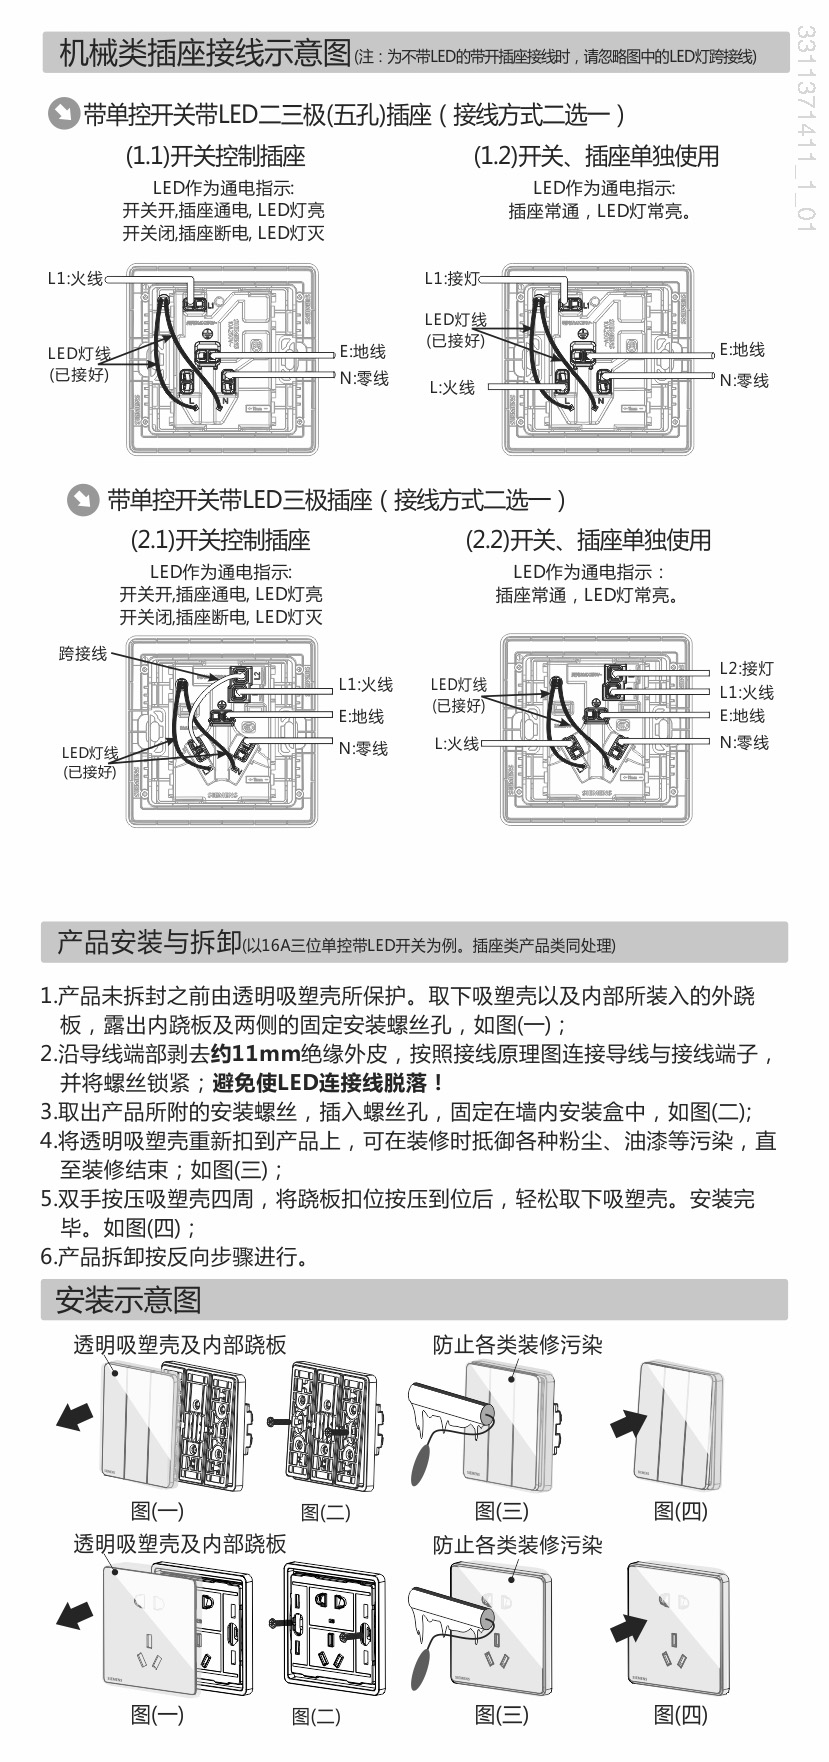 机械类插座接线示意图(注：为不带LED的带开插座接线时，请忽略图中的LED灯跨接线)
3311371411_1_01
带单控开关带LED二三极(五孔)插座（接线方式二选一）
(1.1)开关控制插座
LED作为通电指示:
开关开,插座通电, LED灯亮
开关闭,插座断电, LED灯灭
(1.2)开关、插座单独使用
LED作为通电指示:
插座常通，LED灯常亮。
L1:火线
LED灯线
(已接好)
E:地线
N:零线
L1
L
N
SIEMENS
L1:接灯
LED灯线
(已接好)
L:火线
E:地线
N:零线
L1
L
N
SIEMENS
带单控开关带LED三极插座（接线方式二选一）
(2.1)开关控制插座
LED作为通电指示:
开关开,插座通电, LED灯亮
开关闭,插座断电, LED灯灭
(2.2)开关、插座单独使用
LED作为通电指示：
插座常通，LED灯常亮。
跨接线
LED灯线
(已接好)
L1:火线
E:地线
N:零线
L2
L
N
SIEMENS
LED灯线
(已接好)
L:火线
L2:接灯
L1:火线
E:地线
N:零线
N
SIEMENS
产品安装与拆卸(以16A三位单控带LED开关为例。插座类产品类同处理)
1.产品未拆封之前由透明吸塑壳所保护。取下吸塑壳以及内部所装入的外跷
板，露出内跷板及两侧的固定安装螺丝孔，如图(一)；
2.沿导线端部剥去约11mm绝缘外皮，按照接线原理图连接导线与接线端子，
并将螺丝锁紧；避免使LED连接线脱落！
3.取出产品所附的安装螺丝，插入螺丝孔，固定在墙内安装盒中，如图(二);
4.将透明吸塑壳重新扣到产品上，可在装修时抵御各种粉尘、油漆等污染，直
至装修结束；如图(三)；
5.双手按压吸塑壳四周，将跷板扣位按压到位后，轻松取下吸塑壳。安装完
毕。如图(四)；
6.产品拆卸按反向步骤进行。
安装示意图
透明吸塑壳及内部跷板
防止各类装修污染
SIEMENS
SIEMENS
SIEMENS
图(一)
图(二)
图(三)
图(四)
透明吸塑壳及内部跷板
防止各类装修污染
SIEMENS
SIEMENS
SIEMENS
图(一)
图(二)
图(三)
图(四)